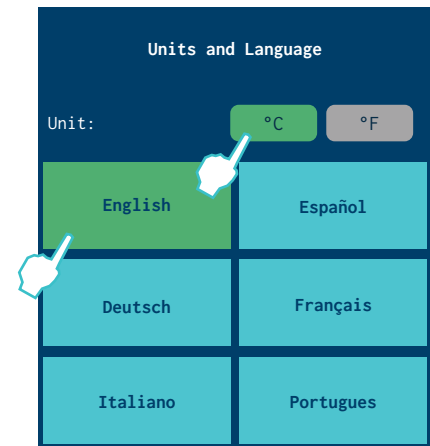 Units and Language
Unit: °C °F
English Español
Deutsch Français
Italiano Portugues